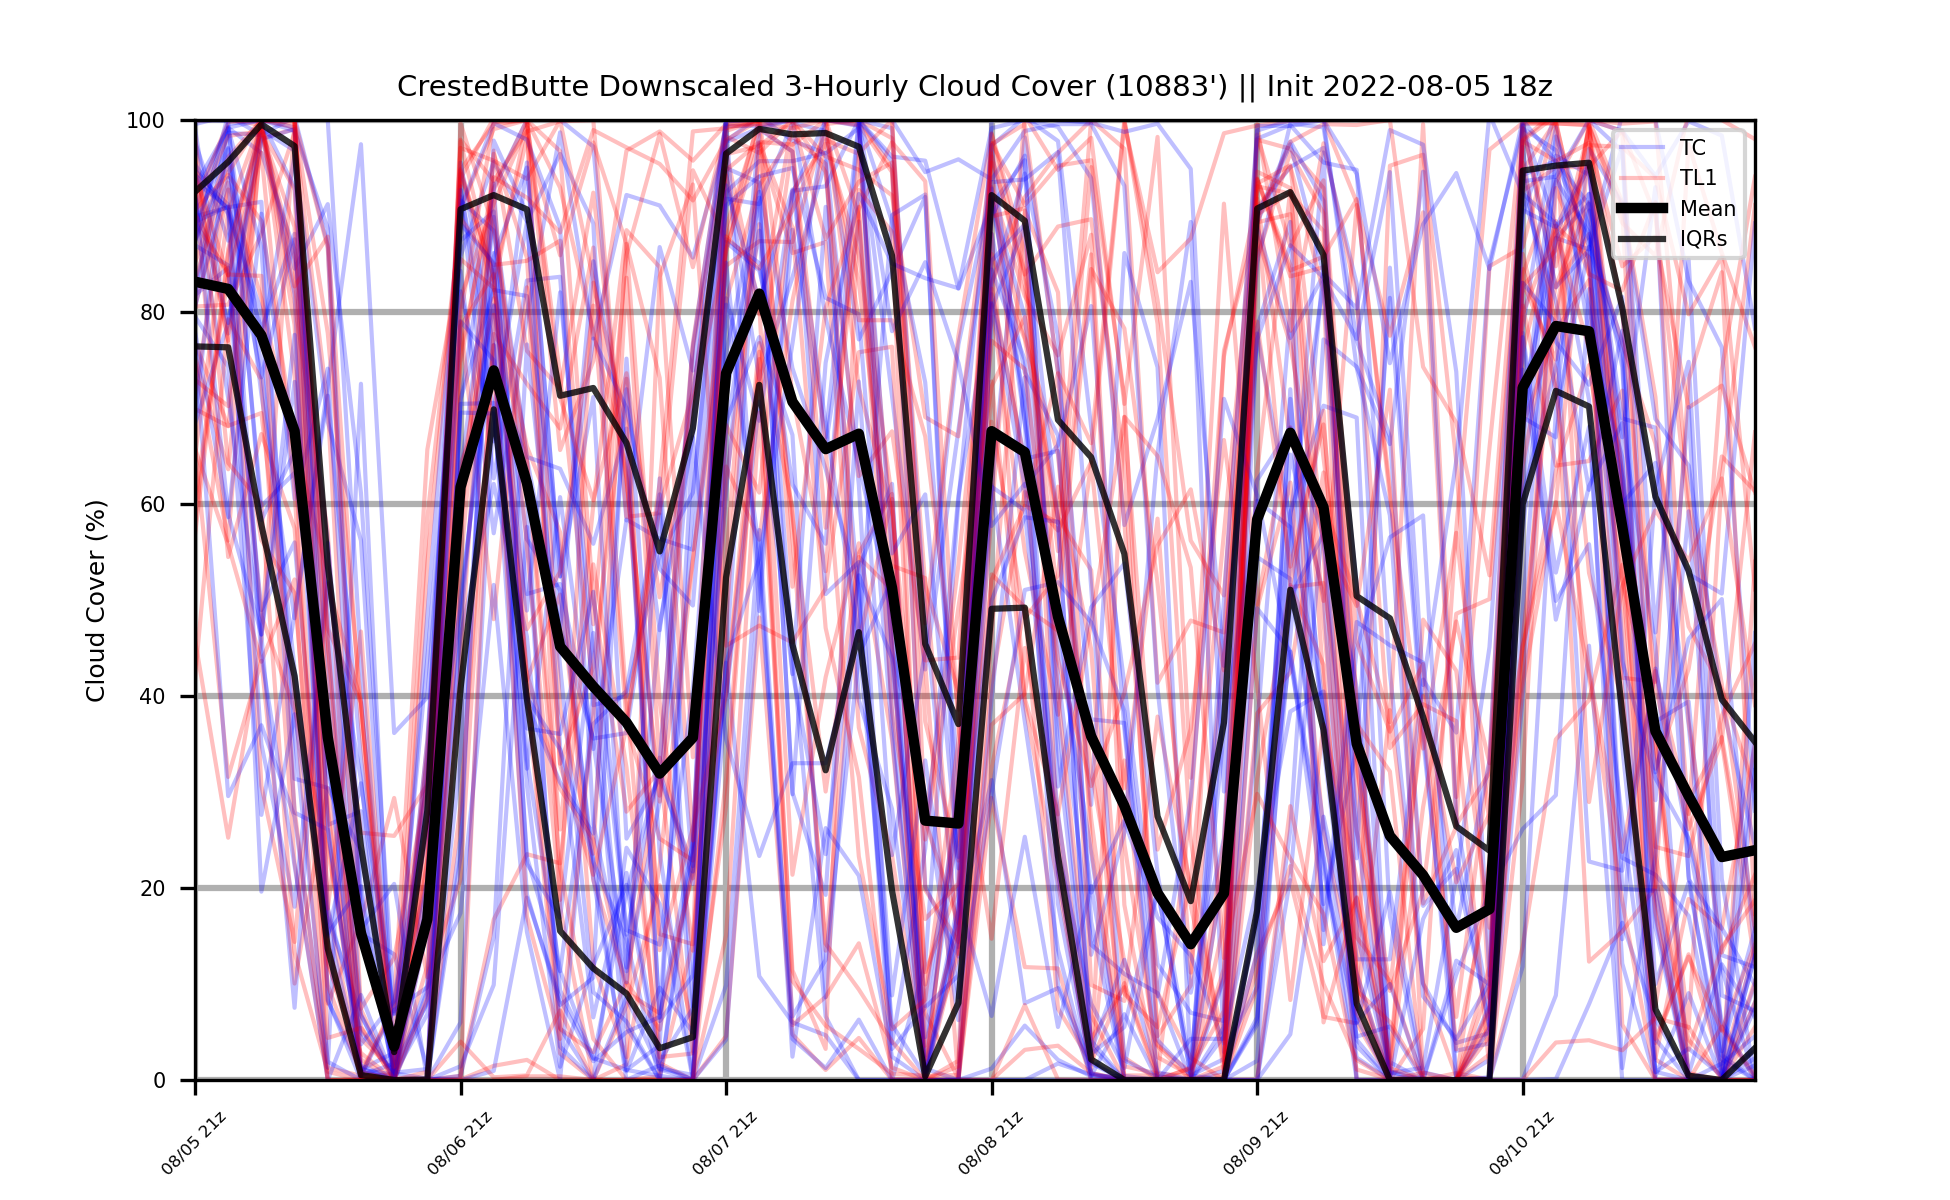 CrestedButte Downscaled 3-Hourly Cloud Cover (10883') || Init 2022-08-05 18z
100
80
60
40
20
0
Cloud Cover (%)
TC
TL1
Mean
IQRs
08/05 21z
08/06 21z
08/07 21z
08/08 21z
08/09 21z
08/10 21z